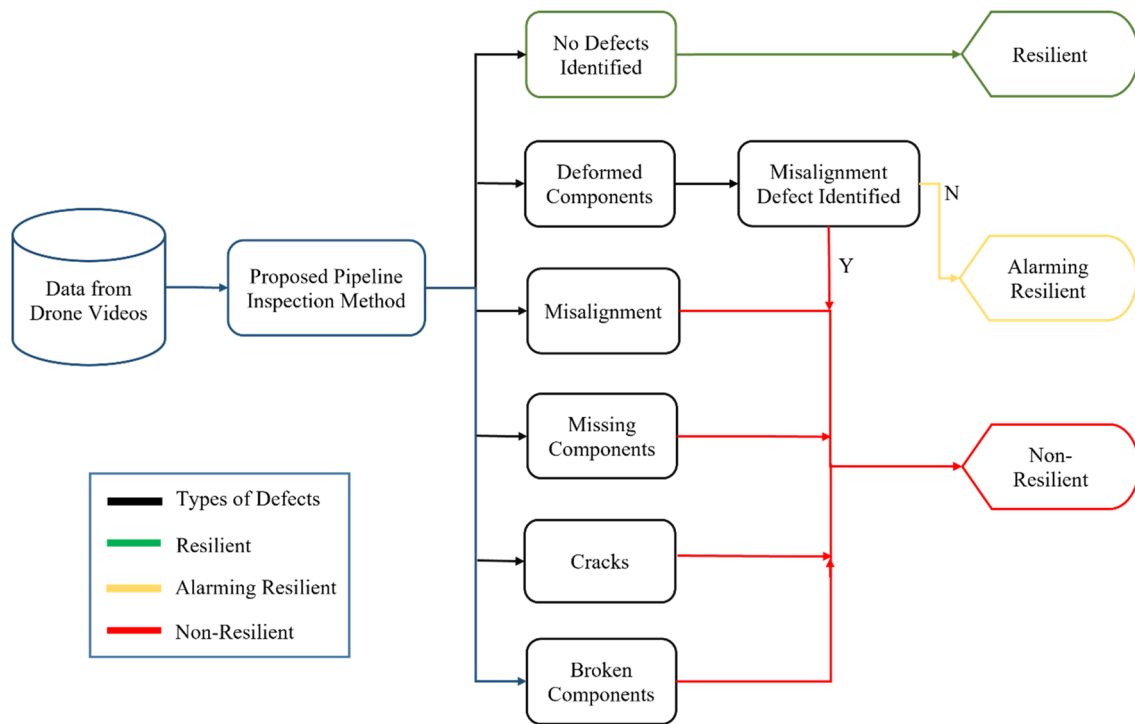 No Defects
Identified
Resilient
Deformed
Components
Misalignment
Defect Identified
N
Y
Alarming
Resilient
Data from
Drone Videos
Proposed Pipeline
Inspection Method
Misalignment
Missing
Components
Non-
Resilient
Cracks
Broken
Components
Types of Defects
Resilient
Alarming Resilient
Non-Resilient